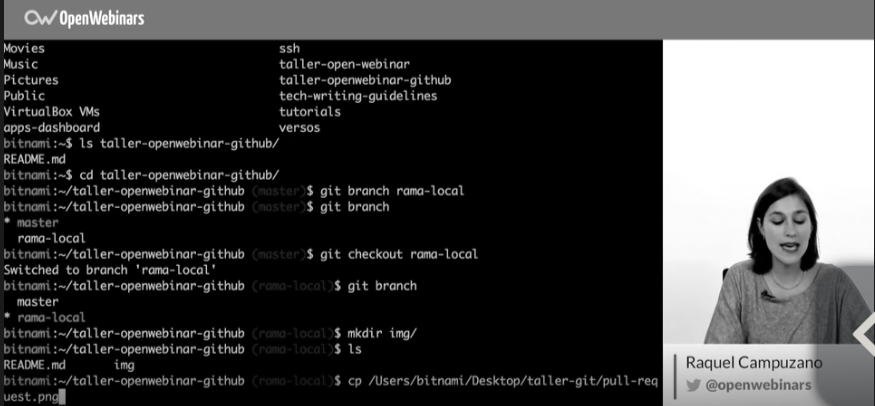 OpenWebinars
Movies ssh
Music taller-open-webinar
Pictures taller-openwebinar-github
Public tech-writing-guidelines
VirtualBox VMs tutorials
apps-dashboard versos
bitnami:~$ ls taller-openwebinar-github/
README.md
bitnami:~$ cd taller-openwebinar-github/
bitnami:~/taller-openwebinar-github (master)$ git branch rama-local
bitnami:~/taller-openwebinar-github (master)$ git branch
* master
rama-local
bitnami:~/taller-openwebinar-github (master)$ git checkout rama-local
Switched to branch 'rama-local'
bitnami:~/taller-openwebinar-github (rama-local)$ git branch
master
* rama-local
bitnami:~/taller-openwebinar-github (rama-local)$ mkdir img/
bitnami:~/taller-openwebinar-github (rama-local)$ ls
README.md img
bitnami:~/taller-openwebinar-github (rama-local)$ cp /Users/bitnami/Desktop/taller-git/pull-req
uest.png
Raquel Campuzano
@openwebinars